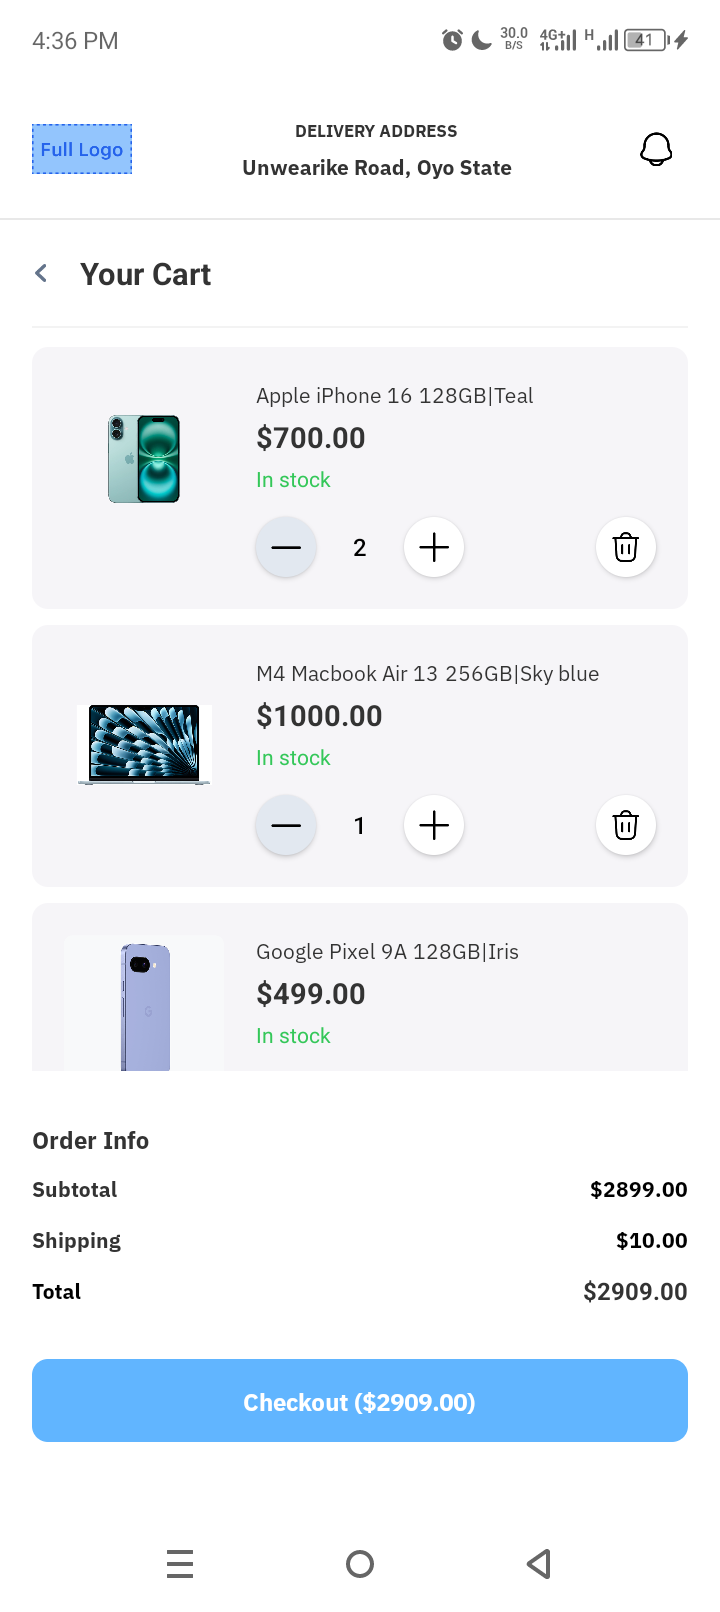 4:36 PM
30.0 B/S 4G+ H 41
Full Logo
DELIVERY ADDRESS
Unwearike Road, Oyo State
Your Cart
Apple iPhone 16 128GB|Teal
$700.00
In stock
2
M4 Macbook Air 13 256GB|Sky blue
$1000.00
In stock
1
Google Pixel 9A 128GB|Iris
$499.00
In stock
Order Info
Subtotal $2899.00
Shipping $10.00
Total $2909.00
Checkout ($2909.00)